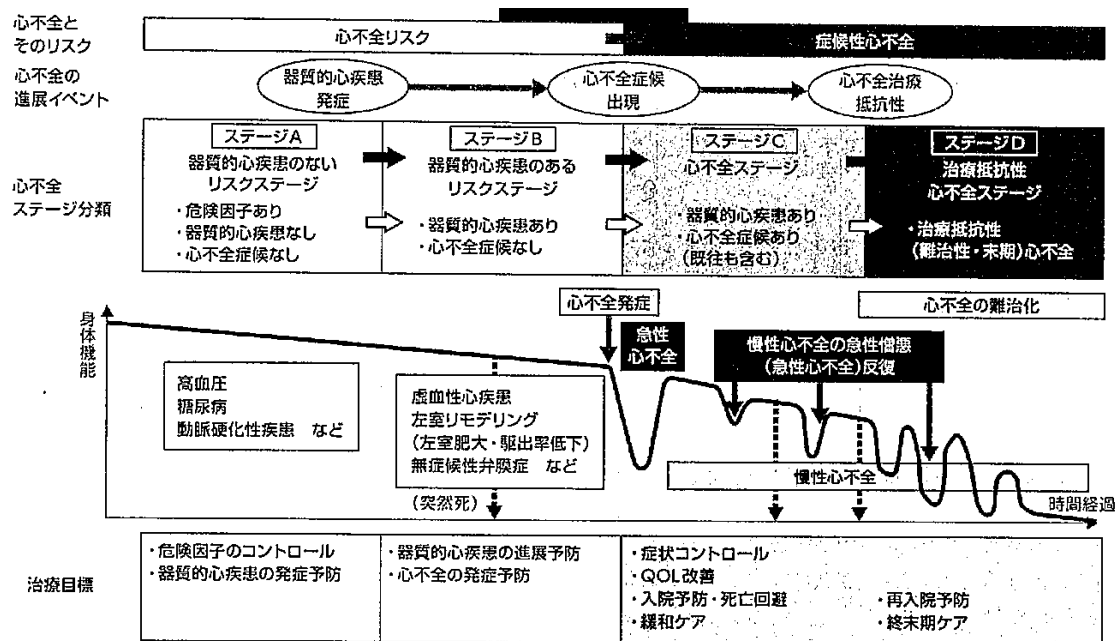 心不全と
そのリスク
心不全リスク
症候性心不全
心不全の
進展イベント
器質的心疾患
発症
心不全症候
出現
心不全治療
抵抗性
心不全
ステージ分類
ステージA
器質的心疾患のない
リスクステージ
・危険因子あり
・器質的心疾患なし
・心不全症候なし
ステージB
器質的心疾患のある
リスクステージ
・器質的心疾患あり
・心不全症候なし
ステージC
心不全ステージ
・器質的心疾患あり
・心不全症候あり
(既往も含む)
ステージD
治療抵抗性
心不全ステージ
・治療抵抗性
(難治性・末期)心不全
心不全発症
心不全の難治化
身体機能
急性
心不全
慢性心不全の急性憎悪
(急性心不全)反復
高血圧
糖尿病
動脈硬化性疾患 など
虚血性心疾患
左室リモデリング
(左室肥大・駆出率低下)
無症候性弁膜症 など
慢性心不全
(突然死)
時間経過
治療目標
・危険因子のコントロール
・器質的心疾患の発症予防
・器質的心疾患の進展予防
・心不全の発症予防
・症状コントロール
・QOL改善
・入院予防・死亡回避
・緩和ケア
・再入院予防
・終末期ケア